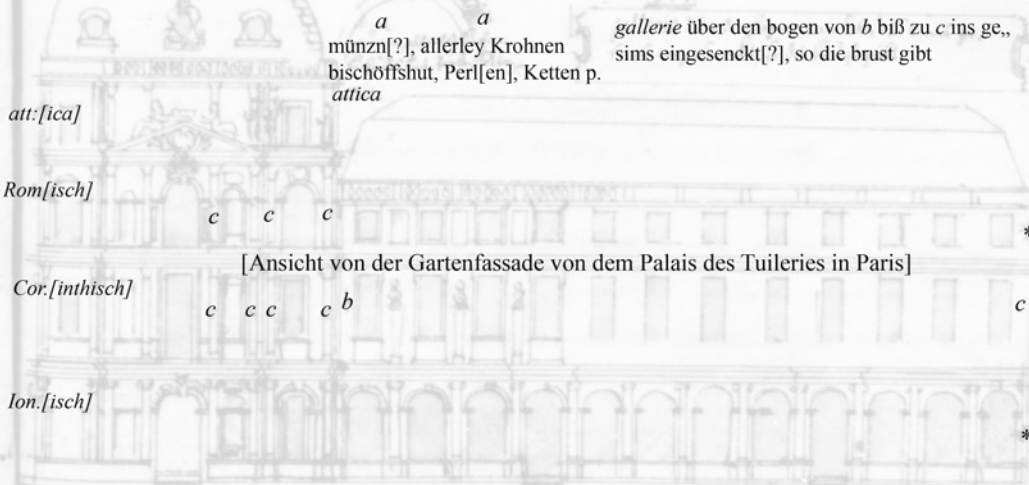 a a
münzn[?], allerley Krohnen
bischöffshut, Perl[en], Ketten p.
attica
gallerie über den bogen von b biß zu c ins ge,,
sims eingesenckt[?], so die brust gibt
att:[ica]
Rom[isch]
c c c
*
[Ansicht von der Gartenfassade von dem Palais des Tuileries in Paris]
Cor.[inthisch]
c c c c b c
Ion.[isch]
*